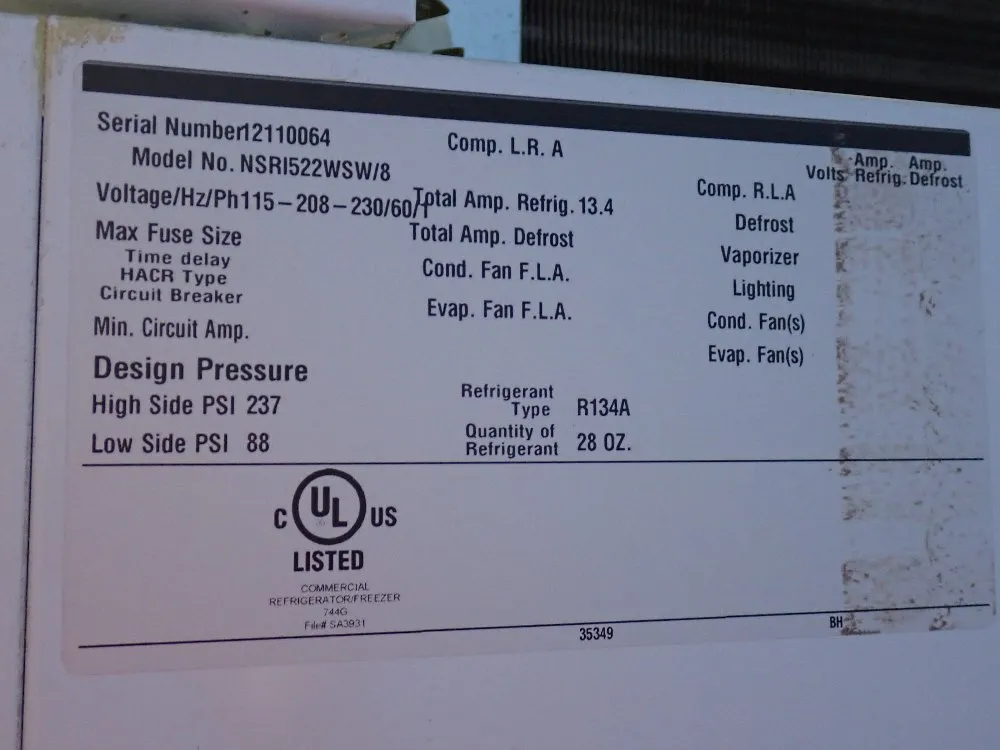 Serial Number12110064
Model No. NSRI522WSW/8
Voltage/Hz/Ph115-208-230/60/1
Max Fuse Size
Time delay
HACR Type
Circuit Breaker
Min. Circuit Amp.
Design Pressure
High Side PSI 237
Low Side PSI 88
Comp. L.R. A
Total Amp. Refrig. 13.4
Total Amp. Defrost
Cond. Fan F.L.A.
Evap. Fan F.L.A.
Refrigerant
Type R134A
Quantity of
Refrigerant 28 OZ.
Amp. Amp.
Volts Refrig. Defrost
Comp. R.L.A
Defrost
Vaporizer
Lighting
Cond. Fan(s)
Evap. Fan(s)
C UL US
LISTED
COMMERCIAL
REFRIGERATOR/FREEZER
744G
File# SA3931
35349
BH